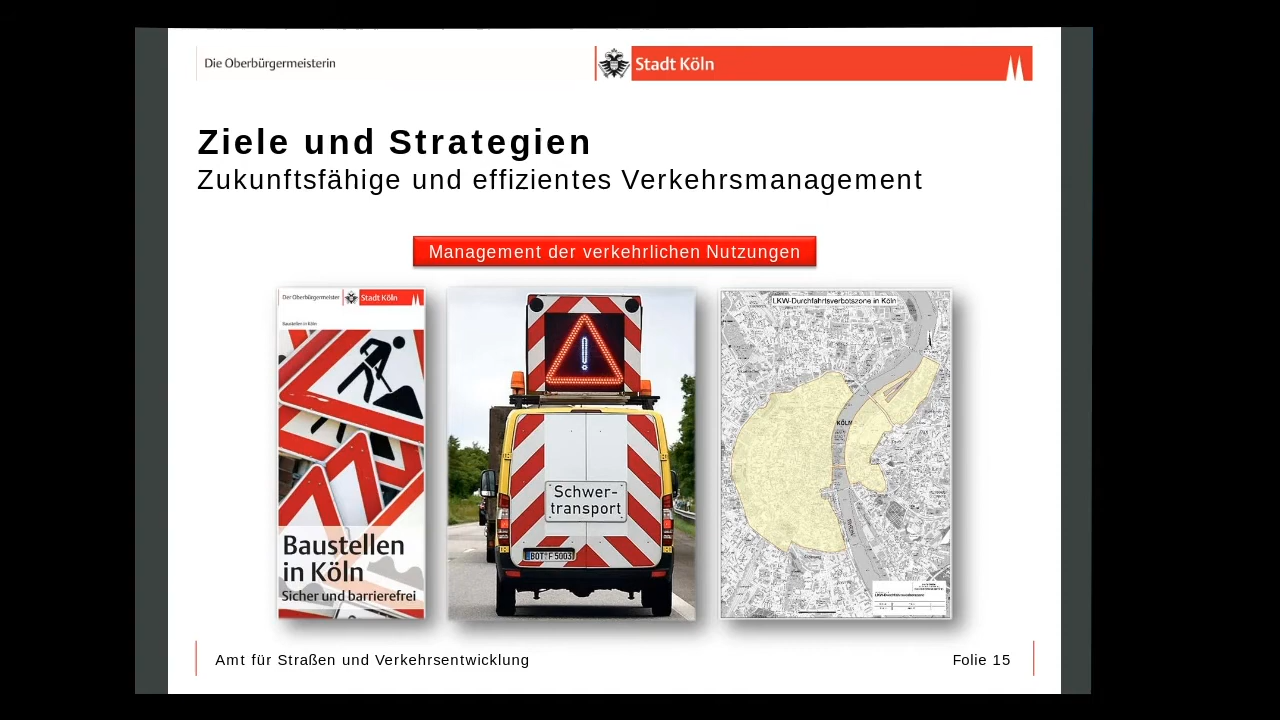 Die Oberbürgermeisterin
Stadt Köln
Ziele und Strategien
Zukunftsfähige und effizientes Verkehrsmanagement
Management der verkehrlichen Nutzungen
Der Oberbürgermeister
Stadt Köln
Baustellen in Köln
Baustellen
in Köln
Sicher und barrierefrei
Schwer-
transport
BOT F 5003
LKW-Durchfahrtsverbotszone in Köln
KÖLN
Amt für Straßen und Verkehrsentwicklung
Folie 15